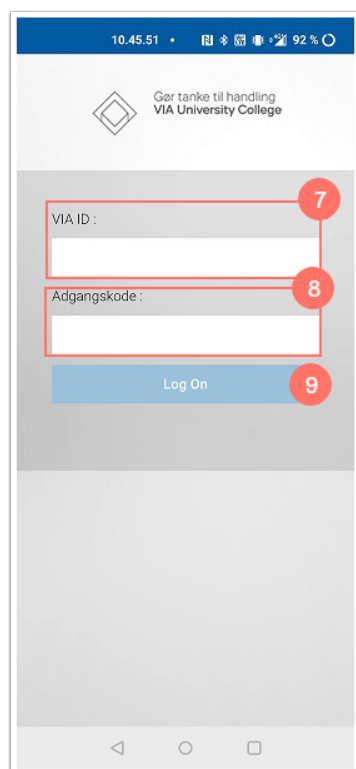 10.45.51 • 92 %
Gør tanke til handling
VIA University College
7
VIA ID :
8
Adgangskode :
Log On
9